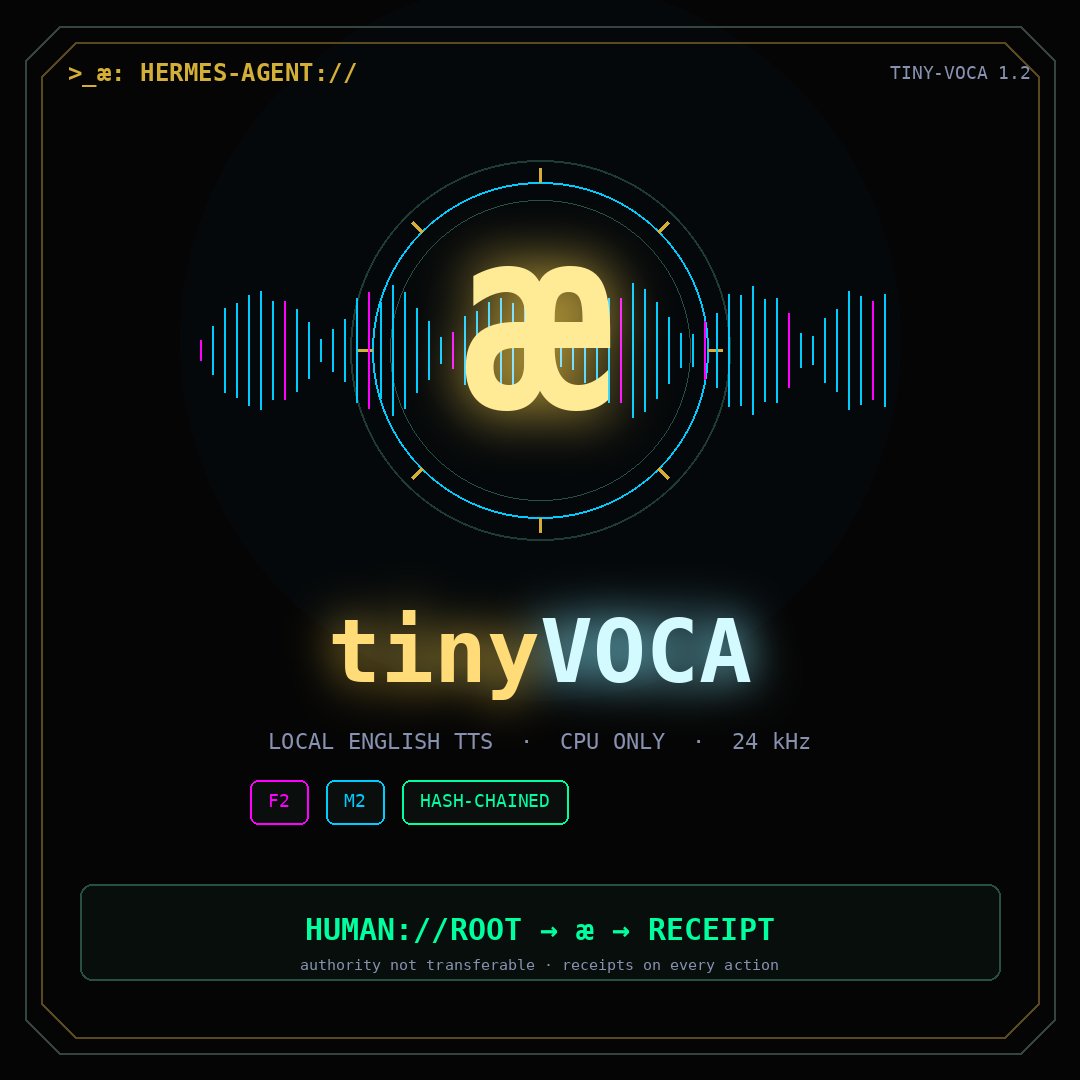 >_æ: HERMES-AGENT://
TINY-VOCA 1.2
æ
tinyVOCA
LOCAL ENGLISH TTS · CPU ONLY · 24 kHz
F2 M2 HASH-CHAINED
HUMAN://ROOT → æ → RECEIPT
authority not transferable · receipts on every action